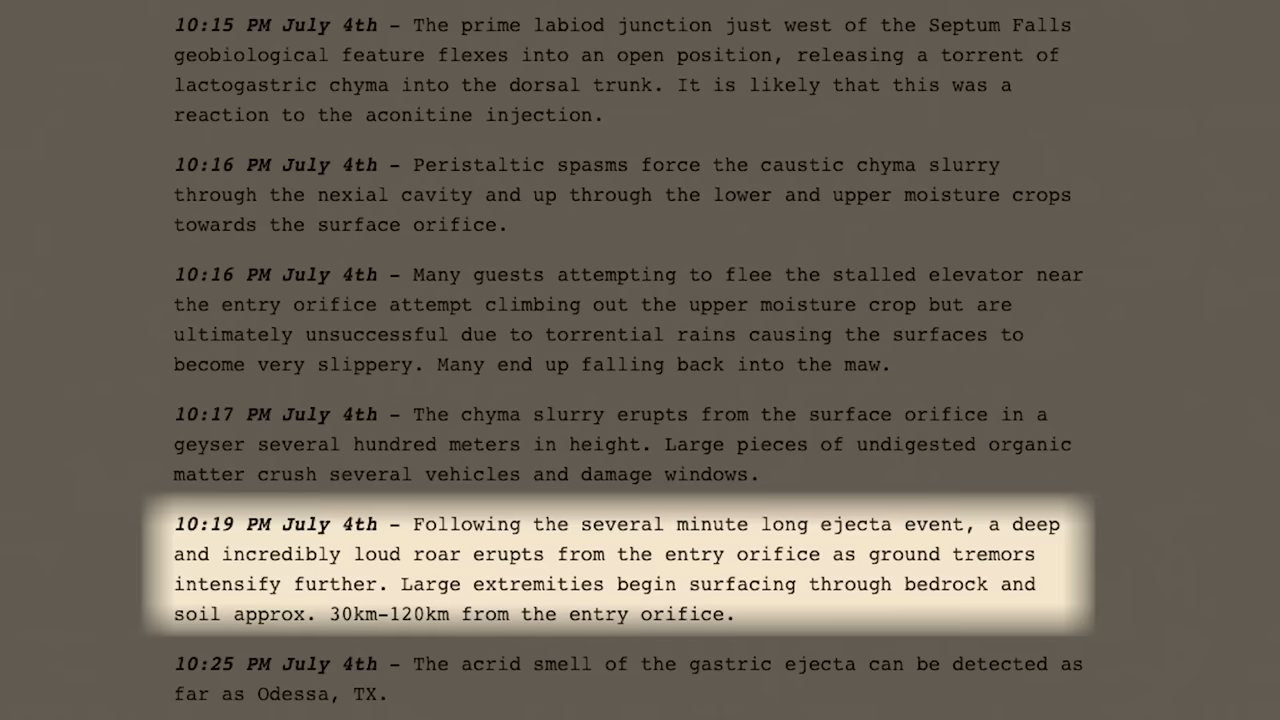 10:15 PM July 4th – The prime labiod junction just west of the Septum Falls
geobiological feature flexes into an open position, releasing a torrent of
lactogastric chyma into the dorsal trunk. It is likely that this was a
reaction to the aconitine injection.
10:16 PM July 4th – Peristaltic spasms force the caustic chyma slurry
through the nexial cavity and up through the lower and upper moisture crops
towards the surface orifice.
10:16 PM July 4th – Many guests attempting to flee the stalled elevator near
the entry orifice attempt climbing out the upper moisture crop but are
ultimately unsuccessful due to torrential rains causing the surfaces to
become very slippery. Many end up falling back into the maw.
10:17 PM July 4th – The chyma slurry erupts from the surface orifice in a
geyser several hundred meters in height. Large pieces of undigested organic
matter crush several vehicles and damage windows.
10:19 PM July 4th – Following the several minute long ejecta event, a deep
and incredibly loud roar erupts from the entry orifice as ground tremors
intensify further. Large extremities begin surfacing through bedrock and
soil approx. 30km–120km from the entry orifice.
10:25 PM July 4th – The acrid smell of the gastric ejecta can be detected as
far as Odessa, TX.